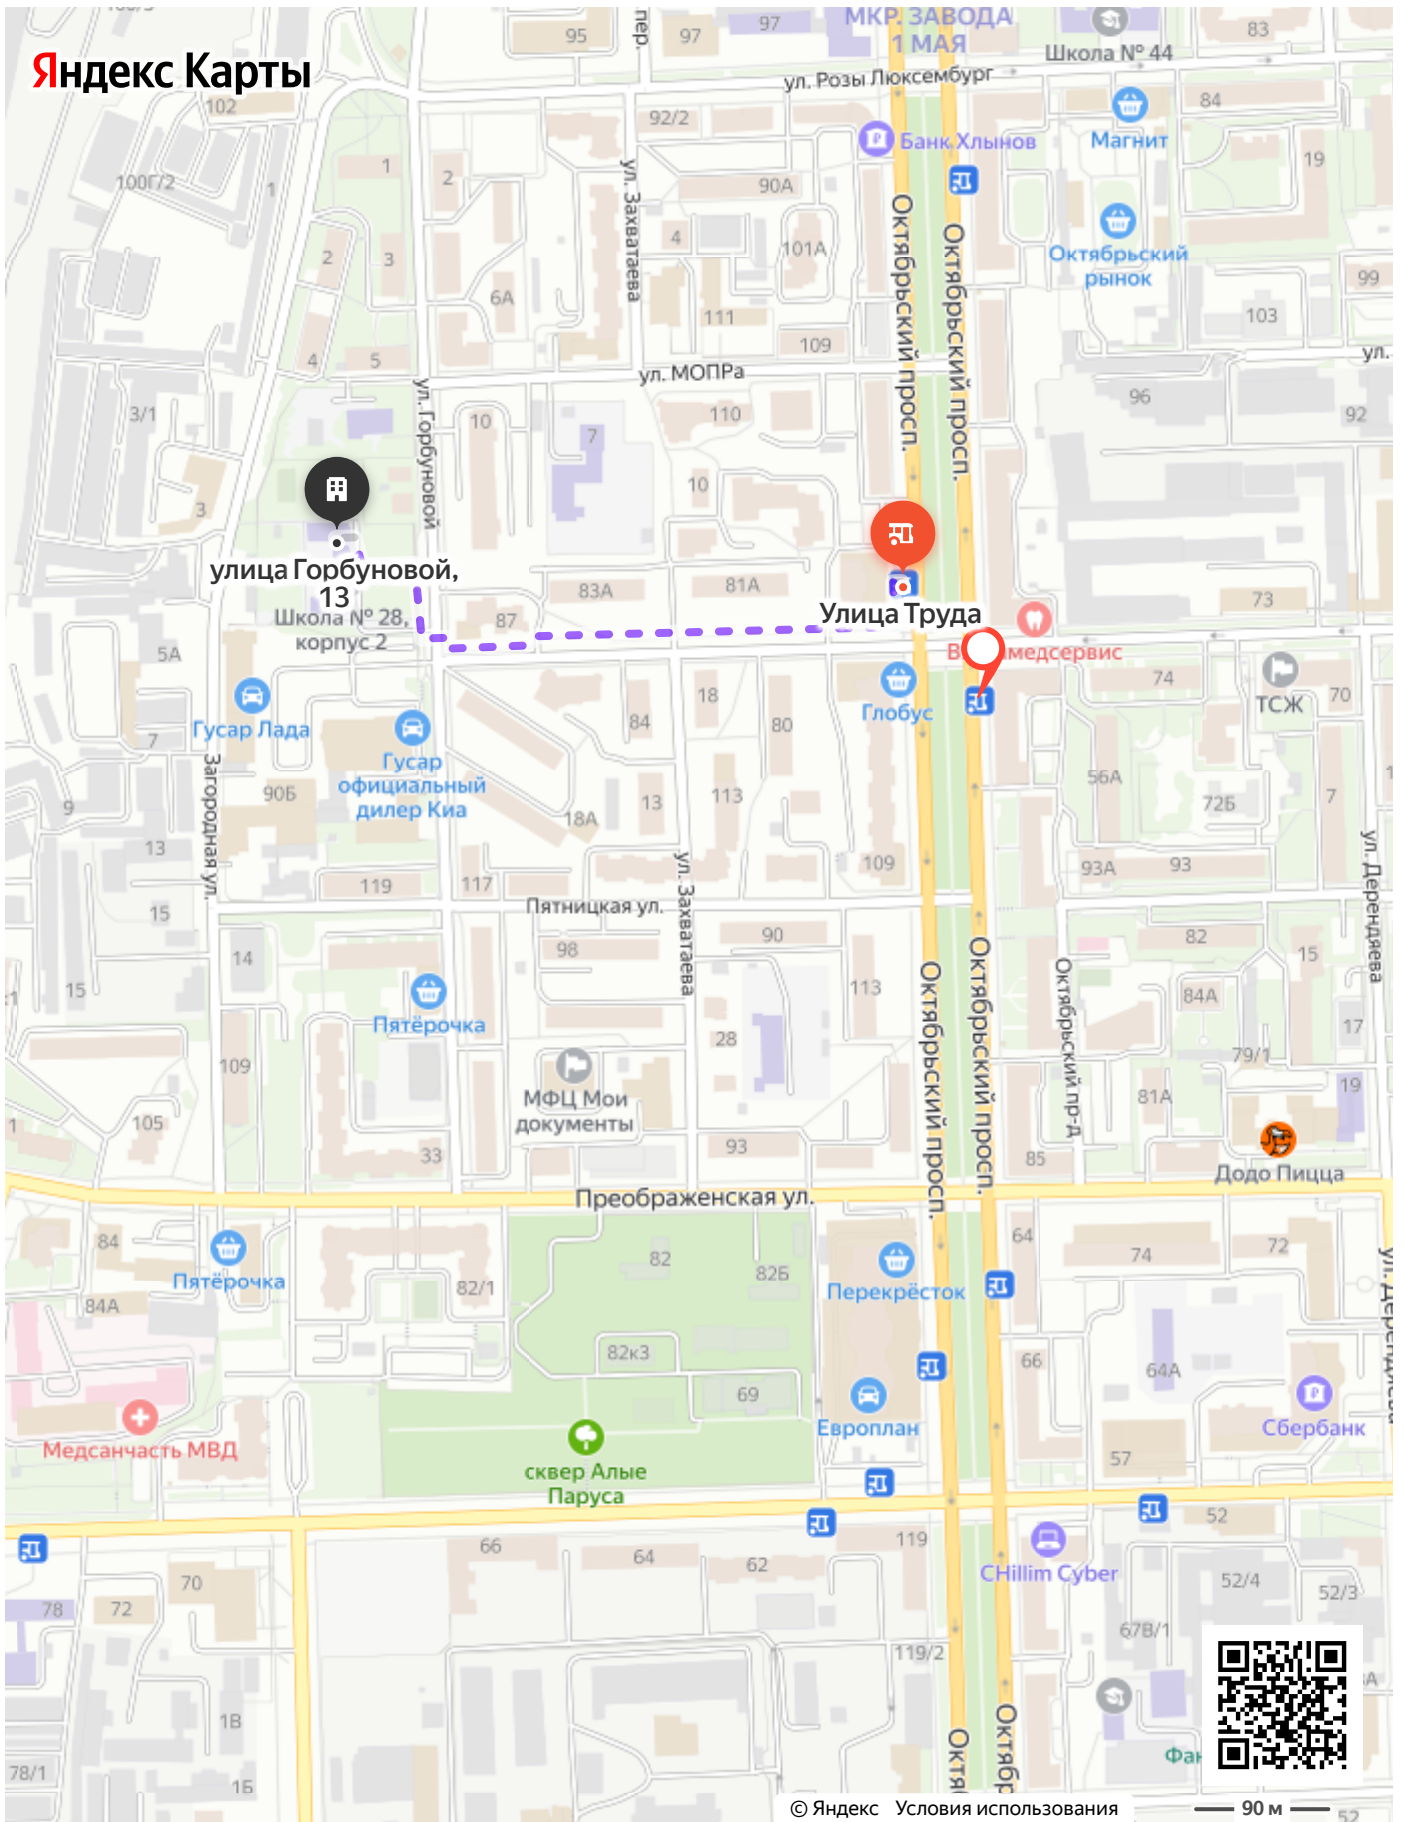 Яндекс Карты
95
97
97
МКР. ЗАВОДА
1 МАЯ
Школа № 44
83
ул. Розы Люксембург
102
92/2
84
Банк Хлынов
Магнит
19
1
2
100Г/2
1
ул. Захватаева
90А
4
101А
Октябрьский просп.
Октябрьский просп.
Октябрьский
рынок
99
2
3
6А
111
103
109
4
5
ул. МОПРа
ул.
96
3/1
ул. Горбуновой
10
7
110
92
10
3
улица Горбуновой,
13
Школа № 28,
корпус 2
83А
81А
87
Улица Труда
73
5А
74
ТСЖ
70
18
84
80
Глобус
Гусар Лада
Гусар
официальный
дилер Киа
7
Загородная ул.
90Б
9
13
18А
13
113
56А
72Б
7
109
93А
93
ул. Дерендяева
119
117
Пятницкая ул.
ул. Захватаева
15
14
98
90
82
15
15
Пятёрочка
113
84А
Октябрьский просп.
Октябрьский просп.
Октябрьский пр-д
17
28
109
79/1
МФЦ Мои
документы
81А
19
1
105
33
93
85
Додо Пицца
Преображенская ул.
84
Пятёрочка
82/1
82
82Б
Перекрёсток
64
74
72
84А
82к3
69
66
64А
Европлан
Сбербанк
Медсанчасть МВД
сквер Алые
Паруса
57
52
66
64
62
119
CHillim Cyber
70
52/4
52/3
78
72
67В/1
119/2
1В
78/1
1Б
90 м
52
© Яндекс Условия использования